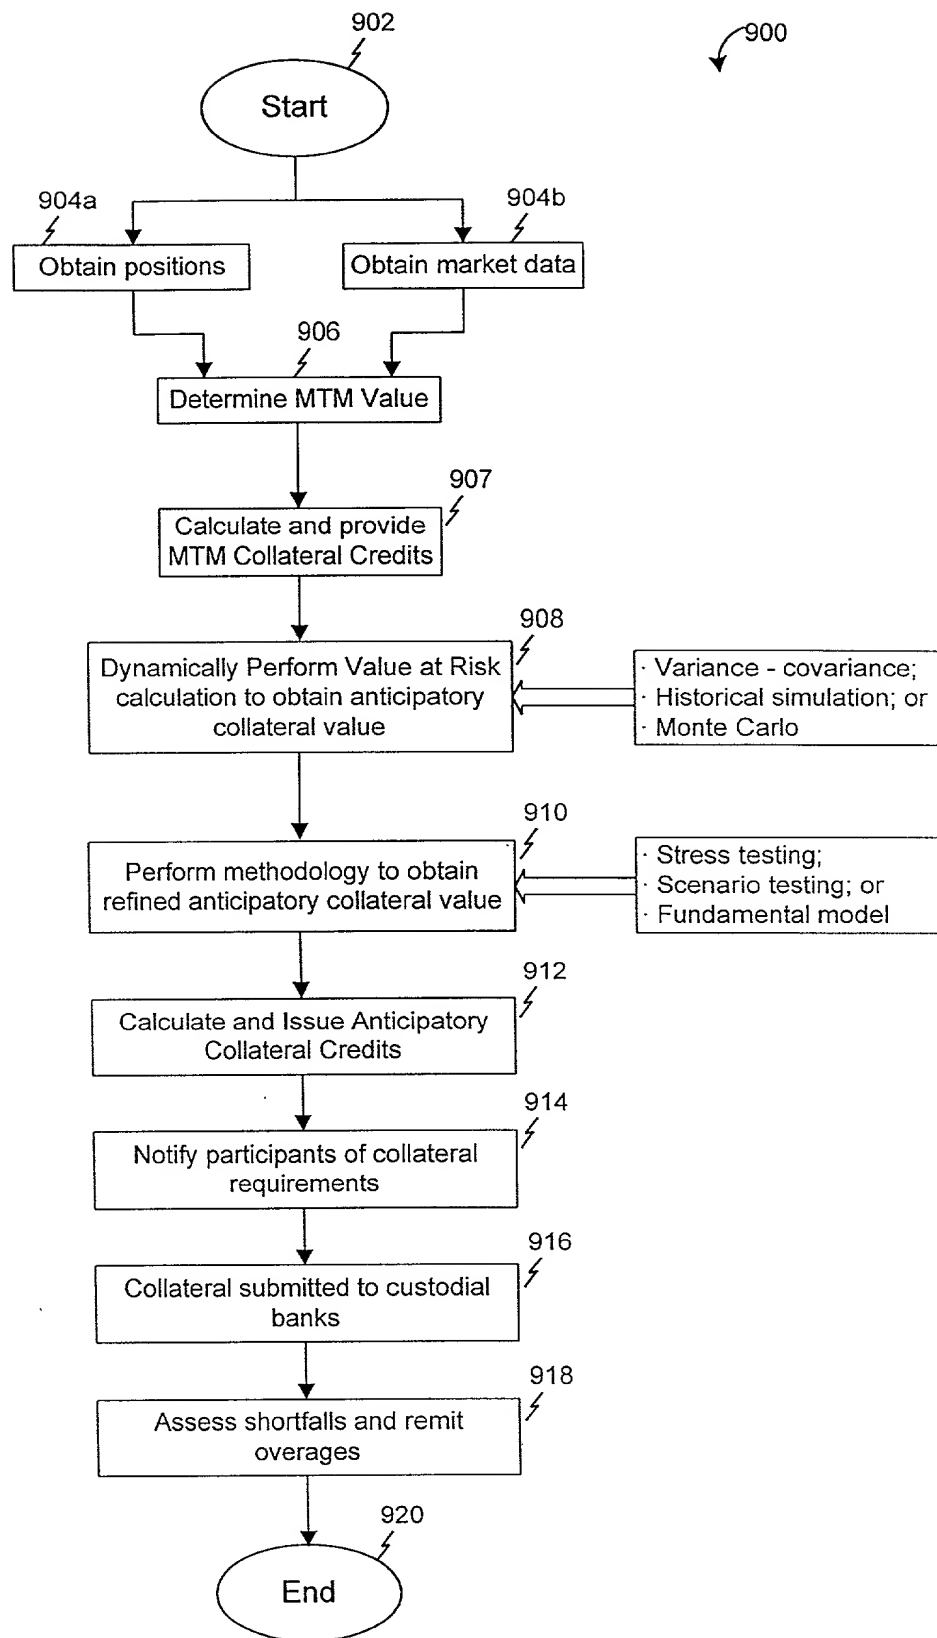 902
900
Start
904a
904b
Obtain positions
Obtain market data
906
Determine MTM Value
907
Calculate and provide
MTM Collateral Credits
908
Dynamically Perform Value at Risk
calculation to obtain anticipatory
collateral value
· Variance - covariance;
· Historical simulation; or
· Monte Carlo
910
Perform methodology to obtain
refined anticipatory collateral value
· Stress testing;
· Scenario testing; or
· Fundamental model
912
Calculate and Issue Anticipatory
Collateral Credits
914
Notify participants of collateral
requirements
916
Collateral submitted to custodial
banks
918
Assess shortfalls and remit
overages
920
End